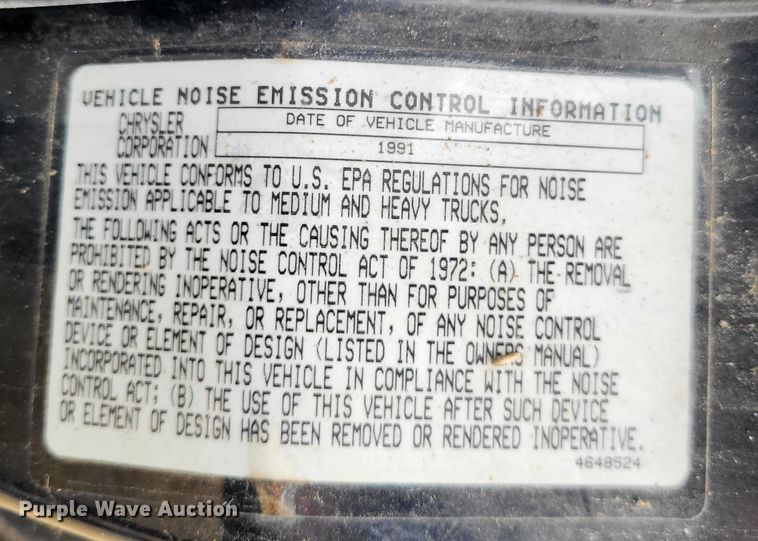 VEHICLE NOISE EMISSION CONTROL INFORMATION
CHRYSLER CORPORATION
DATE OF VEHICLE MANUFACTURE
1991
THIS VEHICLE CONFORMS TO U.S. EPA REGULATIONS FOR NOISE
EMISSION APPLICABLE TO MEDIUM AND HEAVY TRUCKS.
THE FOLLOWING ACTS OR THE CAUSING THEREOF BY ANY PERSON ARE
PROHIBITED BY THE NOISE CONTROL ACT OF 1972: (A) THE REMOVAL
OR RENDERING INOPERATIVE, OTHER THAN FOR PURPOSES OF
MAINTENANCE, REPAIR, OR REPLACEMENT, OF ANY NOISE CONTROL
DEVICE OR ELEMENT OF DESIGN (LISTED IN THE OWNERS MANUAL)
INCORPORATED INTO THIS VEHICLE IN COMPLIANCE WITH THE NOISE
CONTROL ACT; (B) THE USE OF THIS VEHICLE AFTER SUCH DEVICE
OR ELEMENT OF DESIGN HAS BEEN REMOVED OR RENDERED INOPERATIVE.
4648524
Purple Wave Auction